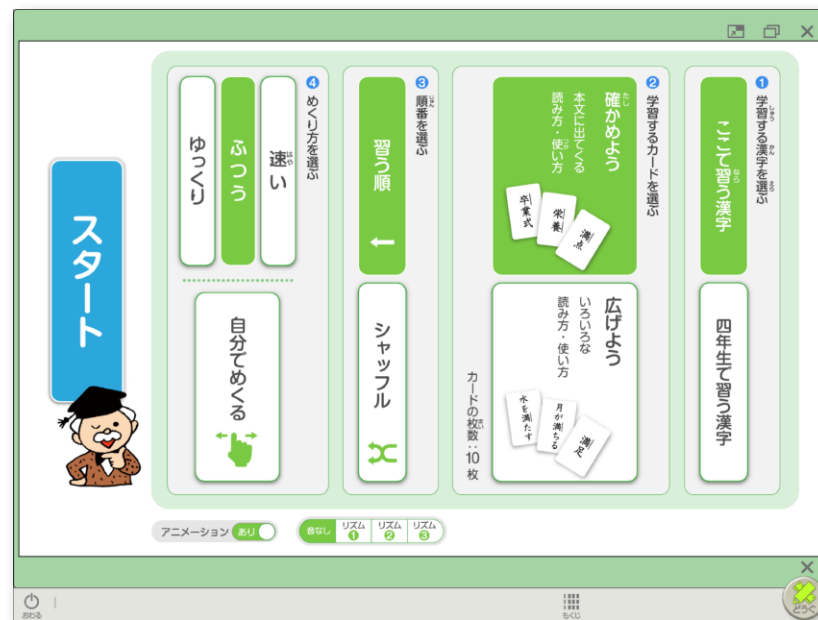 ❶学習する漢字を選ぶ
ここで習う漢字
四年生で習う漢字
❷学習するカードを選ぶ
確かめよう
本文に出てくる
読み方・使い方
満点
栄養
卒業式
広げよう
いろいろな
読み方・使い方
満足
月が満ちる
水を満たす
カードの枚数:10枚
❸順番を選ぶ
習う順
シャッフル
❹めくり方を選ぶ
速い
ふつう
ゆっくり
自分でめくる
スタート
アニメーション あり
音なし
リズム❶
リズム❷
リズム❸
おわる
もくじ
どうぐ